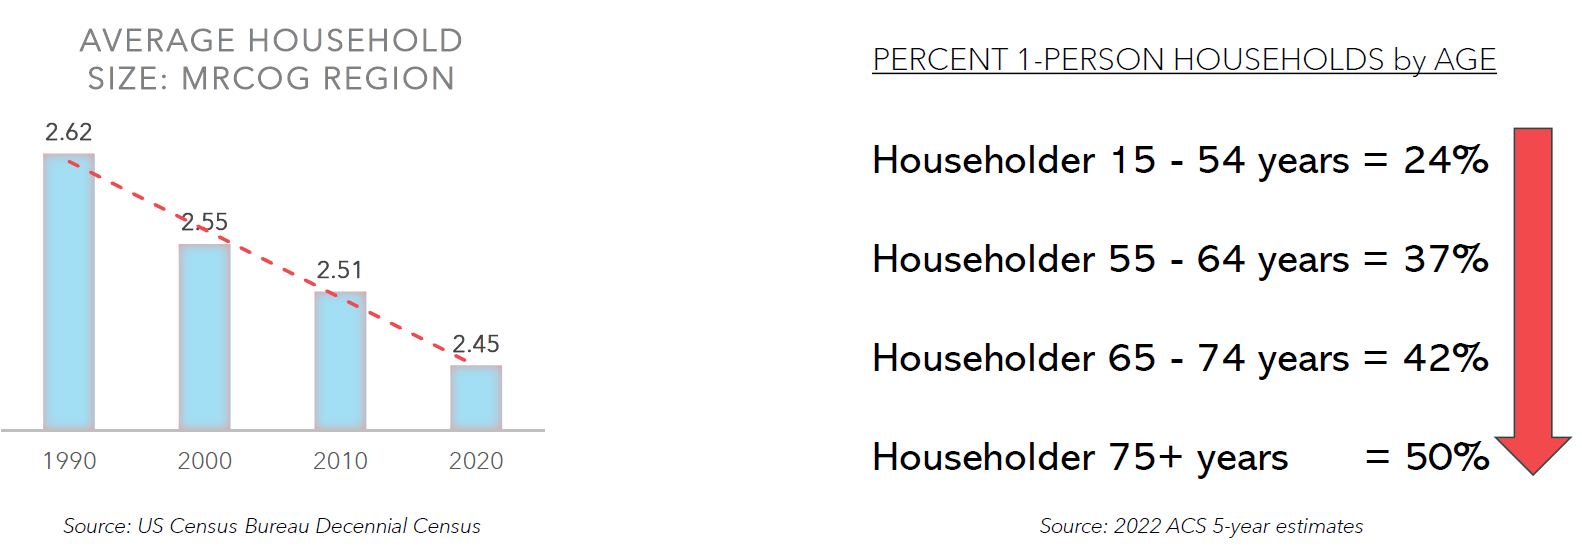 AVERAGE HOUSEHOLD
SIZE: MRCOG REGION
2.62
2.55
2.51
2.45
1990 2000 2010 2020
Source: US Census Bureau Decennial Census
PERCENT 1-PERSON HOUSEHOLDS by AGE
Householder 15 - 54 years = 24%
Householder 55 - 64 years = 37%
Householder 65 - 74 years = 42%
Householder 75+ years = 50%
Source: 2022 ACS 5-year estimates